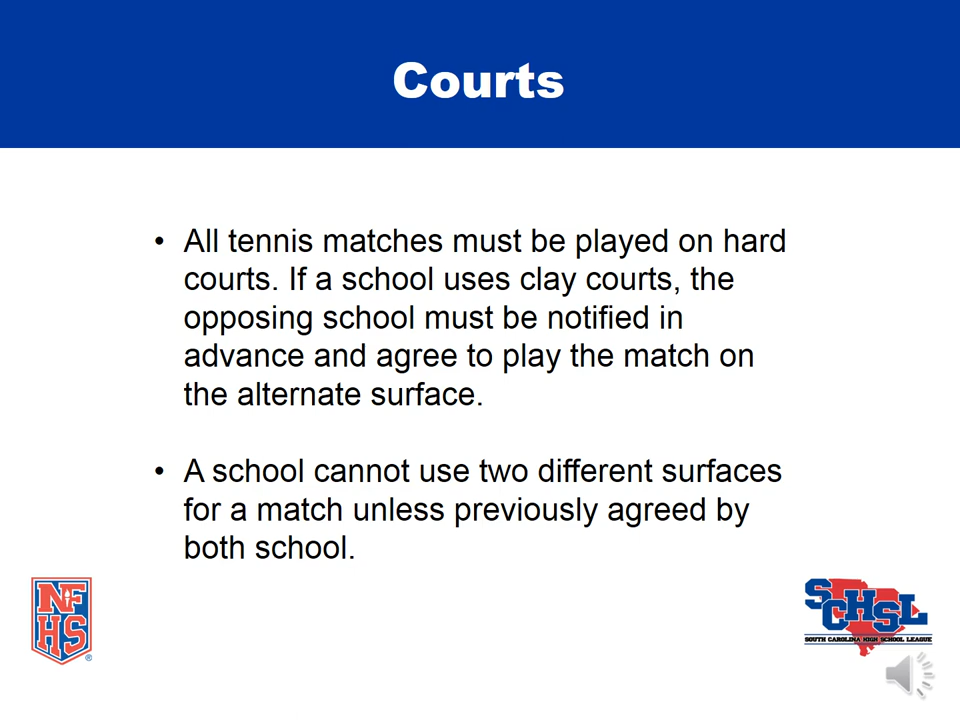 Courts
• All tennis matches must be played on hard
courts. If a school uses clay courts, the
opposing school must be notified in
advance and agree to play the match on
the alternate surface.
• A school cannot use two different surfaces
for a match unless previously agreed by
both school.
NF
HS
®
SCHSL
SOUTH CAROLINA HIGH SCHOOL LEAGUE